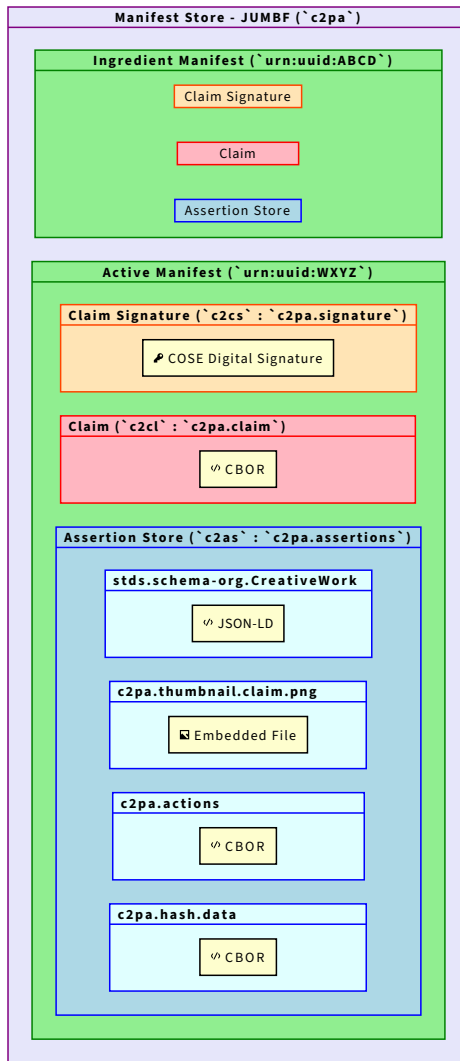 Manifest Store - JUMBF (`c2pa`)
Ingredient Manifest (`urn:uuid:ABCD`)
Claim Signature
Claim
Assertion Store
Active Manifest (`urn:uuid:WXYZ`)
Claim Signature (`c2cs` : `c2pa.signature`)
COSE Digital Signature
Claim (`c2cl` : `c2pa.claim`)
CBOR
Assertion Store (`c2as` : `c2pa.assertions`)
stds.schema-org.CreativeWork
JSON-LD
c2pa.thumbnail.claim.png
Embedded File
c2pa.actions
CBOR
c2pa.hash.data
CBOR